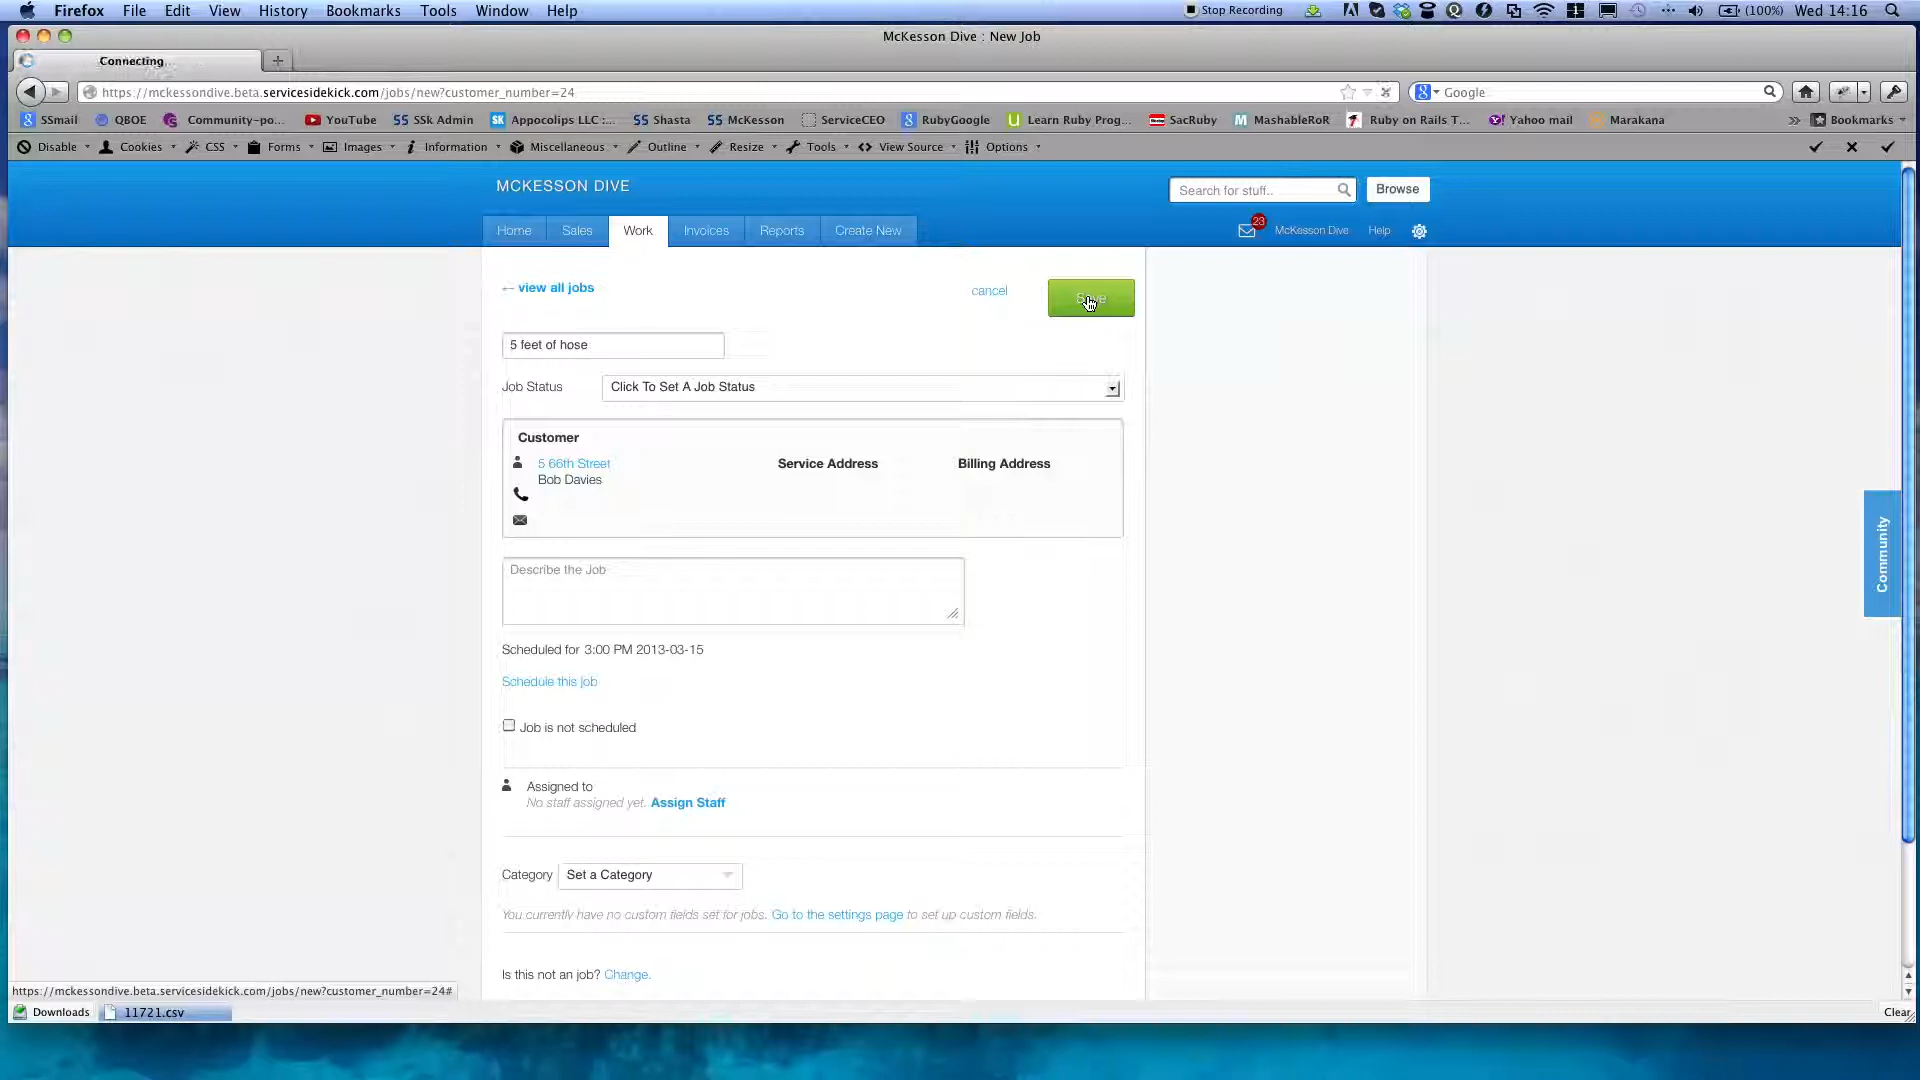 Firefox File Edit View History Bookmarks Tools Window Help Stop Recording (100%) Wed 14:16
McKesson Dive : New Job
Connecting...
https://mckessondive.beta.servicesidekick.com/jobs/new?customer_number=24 Google
SSmail QBOE Community-po... YouTube SSk Admin Appocolips LLC :... Shasta McKesson ServiceCEO RubyGoogle Learn Ruby Prog... SacRuby MashableRoR Ruby on Rails T... Yahoo mail Marakana » Bookmarks
Disable Cookies CSS Forms Images Information Miscellaneous Outline Resize Tools View Source Options
MCKESSON DIVE Search for stuff.. Browse
Home Sales Work Invoices Reports Create New 23 McKesson Dive Help
← view all jobs cancel Save
5 feet of hose
Job Status Click To Set A Job Status
Customer
5 66th Street Service Address Billing Address
Bob Davies
Describe the Job
Scheduled for 3:00 PM 2013-03-15
Schedule this job
Job is not scheduled
Assigned to
No staff assigned yet. Assign Staff
Category Set a Category
You currently have no custom fields set for jobs. Go to the settings page to set up custom fields.
Is this not an job? Change.
Community
https://mckessondive.beta.servicesidekick.com/jobs/new?customer_number=24#
Downloads 11721.csv Clear